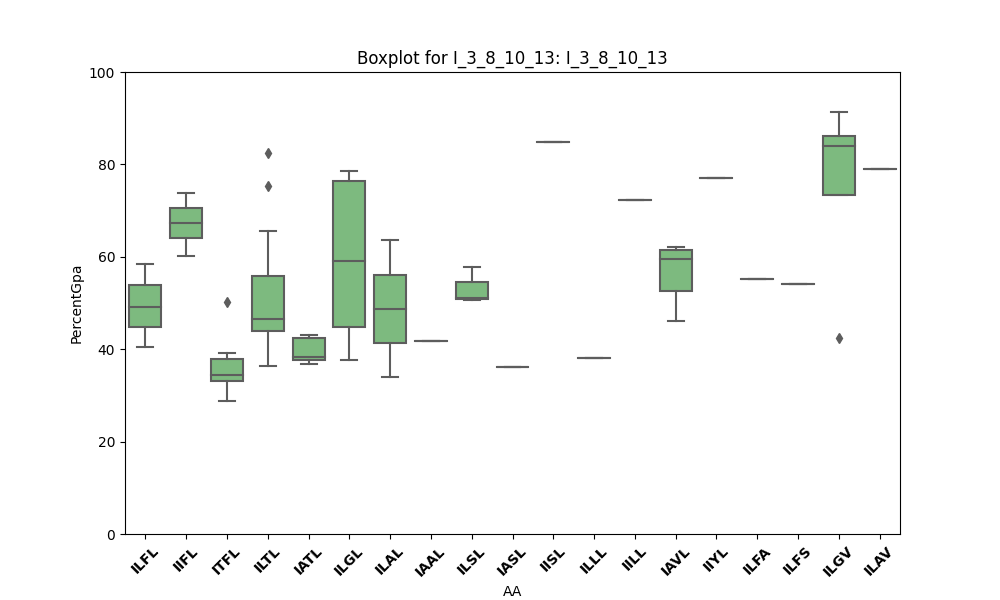 Boxplot for I_3_8_10_13: I_3_8_10_13
PercentGpa
100
80
60
40
20
0
ILFL IIFL ITFL ILTL IATL ILGL ILAL IAAL ILSL IASL IISL ILLL IILL IAVL IIYL ILFA ILFS ILGV ILAV
AA